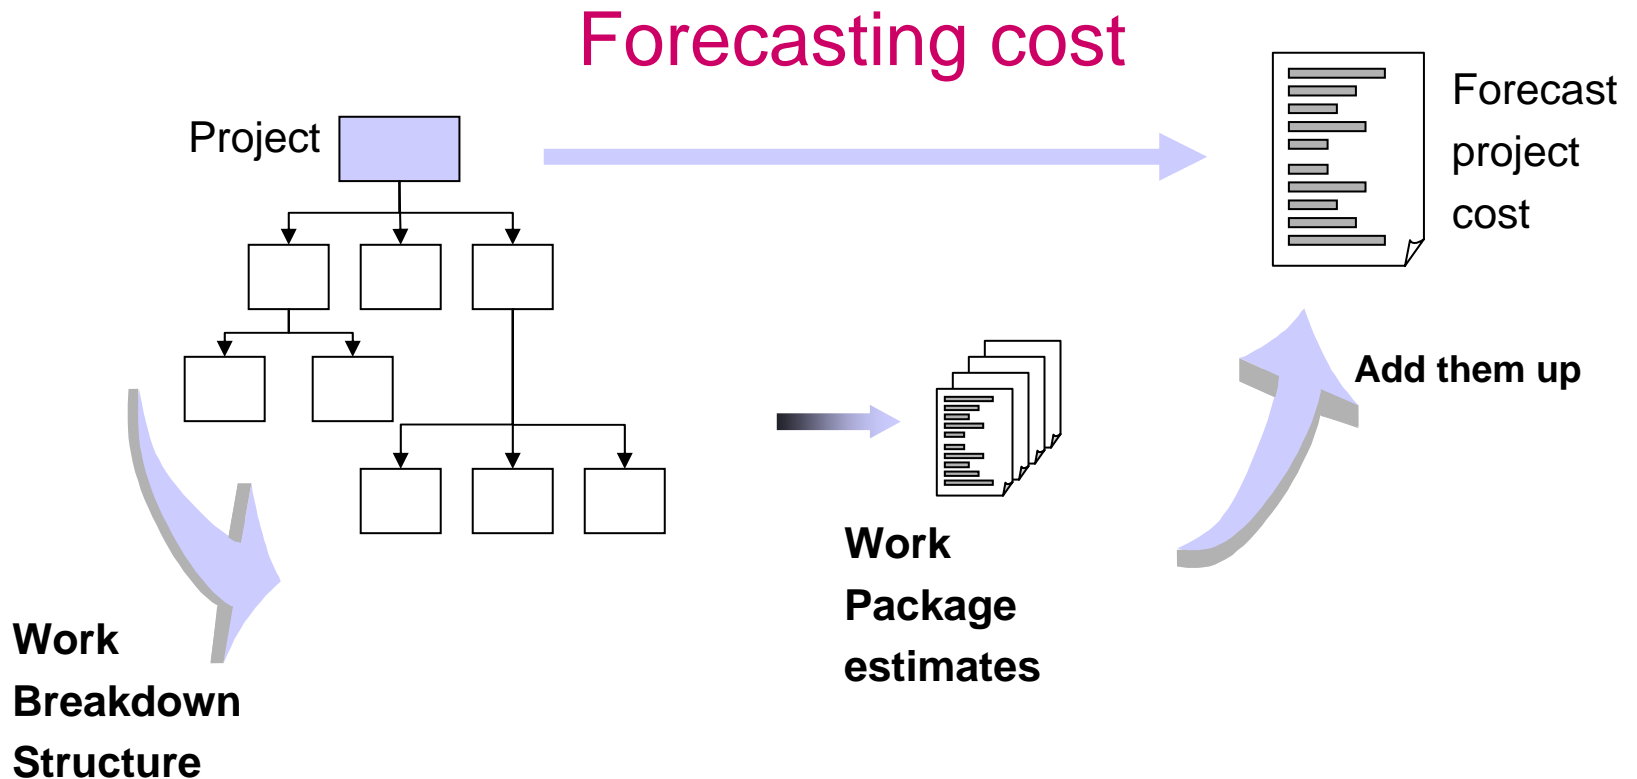 Forecasting cost
Project
Forecast
project
cost
Add them up
Work
Package
estimates
Work
Breakdown
Structure